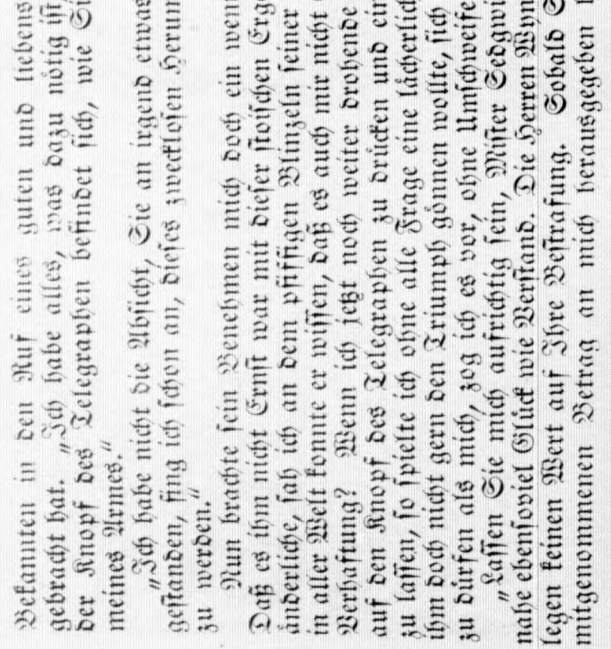 Bekannten in den Ruf eines guten und liebens
gebracht hat. "Ich habe alles, was dazu nötig ist,
der Knopf des Telegraphen befindet sich, wie Si
meines Armes."
"Ich habe nicht die Absicht, Sie an irgend etwas
gestanden, fing ich schon an, dieses zwecklosen Herum
zu werden."
Nun brachte sein Benehmen mich doch ein wen
Daß es ihm nicht Ernst war mit dieser stoischen Erge
änderliche, sah ich an dem pfiffigen Blinzeln seiner
in aller Welt konnte er wissen, daß es auch mir nicht
Verhaftung? Wenn ich jetzt noch weiter drohende
auf den Knopf des Telegraphen zu drücken und ein
zu lassen, so spielte ich ohne alle Frage eine lächerlich
ihm doch nicht gern den Triumph gönnen wollte, sich
zu dürfen als mich, zog ich es vor, ohne Umschweife
"Lassen Sie mich aufrichtig sein, Mister Sedgwi
nahe ebensoviel Glück wie Verstand. Die Herren Wyn
legen keinen Wert auf Ihre Bestrafung. Sobald S
mitgenommenen Betrag an mich herausgegeben